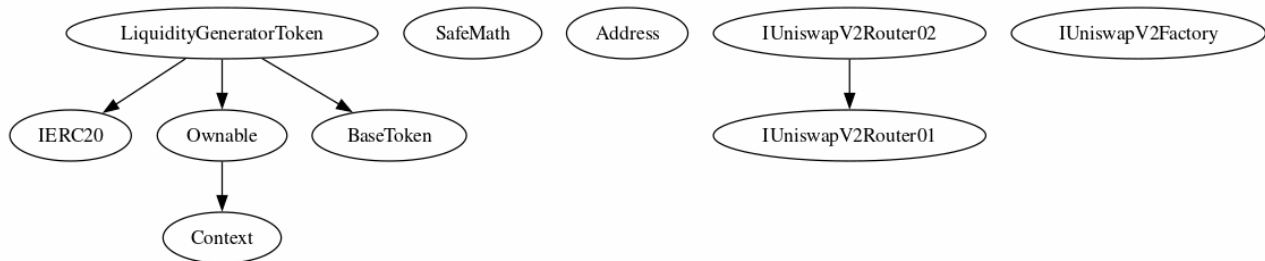 LiquidityGeneratorToken SafeMath Address IUniswapV2Router02 IUniswapV2Factory
IERC20 Ownable BaseToken IUniswapV2Router01
Context